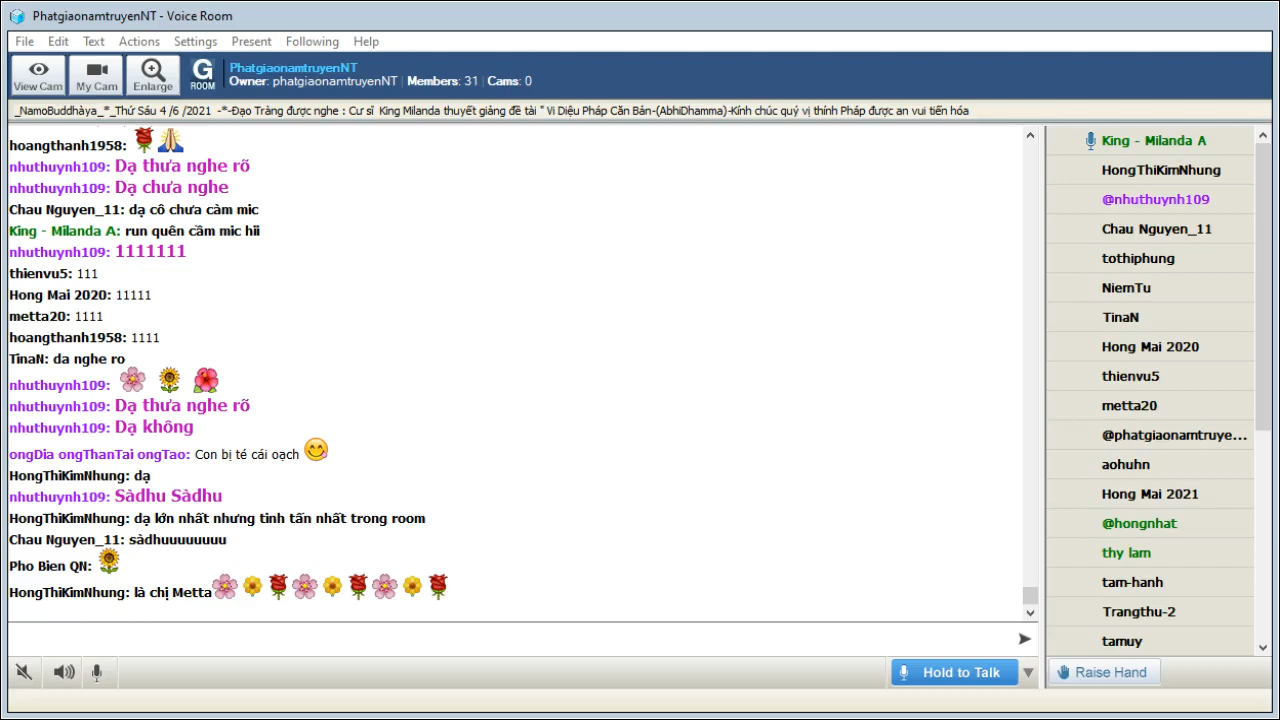 PhatgiaonamtruyenNT - Voice Room
File Edit Text Actions Settings Present Following Help
View Cam My Cam Enlarge G ROOM
PhatgiaonamtruyenNT
Owner: phatgiaonamtruyenNT | Members: 31 | Cams: 0
_NamoBuddhàya_*_Thứ Sáu 4 /6 /2021 -*-Đạo Tràng được nghe : Cư sĩ King Milanda thuyết giảng đề tài " Vi Diệu Pháp Căn Bản-(AbhiDhamma)-Kính chúc quý vị thính Pháp được an vui tiến hóa
hoangthanh1958:
nhuthuynh109: Dạ thưa nghe rõ
nhuthuynh109: Dạ chưa nghe
Chau Nguyen_11: dạ cô chưa càm mic
King - Milanda A: run quên cầm mic hii
nhuthuynh109: 1111111
thienvu5: 111
Hong Mai 2020: 11111
metta20: 1111
hoangthanh1958: 1111
TinaN: da nghe ro
nhuthuynh109:
nhuthuynh109: Dạ thưa nghe rõ
nhuthuynh109: Dạ không
ongDia ongThanTai ongTao: Con bị té cái oạch
HongThiKimNhung: dạ
nhuthuynh109: Sàdhu Sàdhu
HongThiKimNhung: dạ lớn nhất nhưng tinh tấn nhất trong room
Chau Nguyen_11: sàdhuuuuuuuu
Pho Bien QN:
HongThiKimNhung: là chị Metta
King - Milanda A
HongThiKimNhung
@nhuthuynh109
Chau Nguyen_11
tothiphung
NiemTu
TinaN
Hong Mai 2020
thienvu5
metta20
@phatgiaonamtruye...
aohuhn
Hong Mai 2021
@hongnhat
thy lam
tam-hanh
Trangthu-2
tamuy
Hold to Talk
Raise Hand